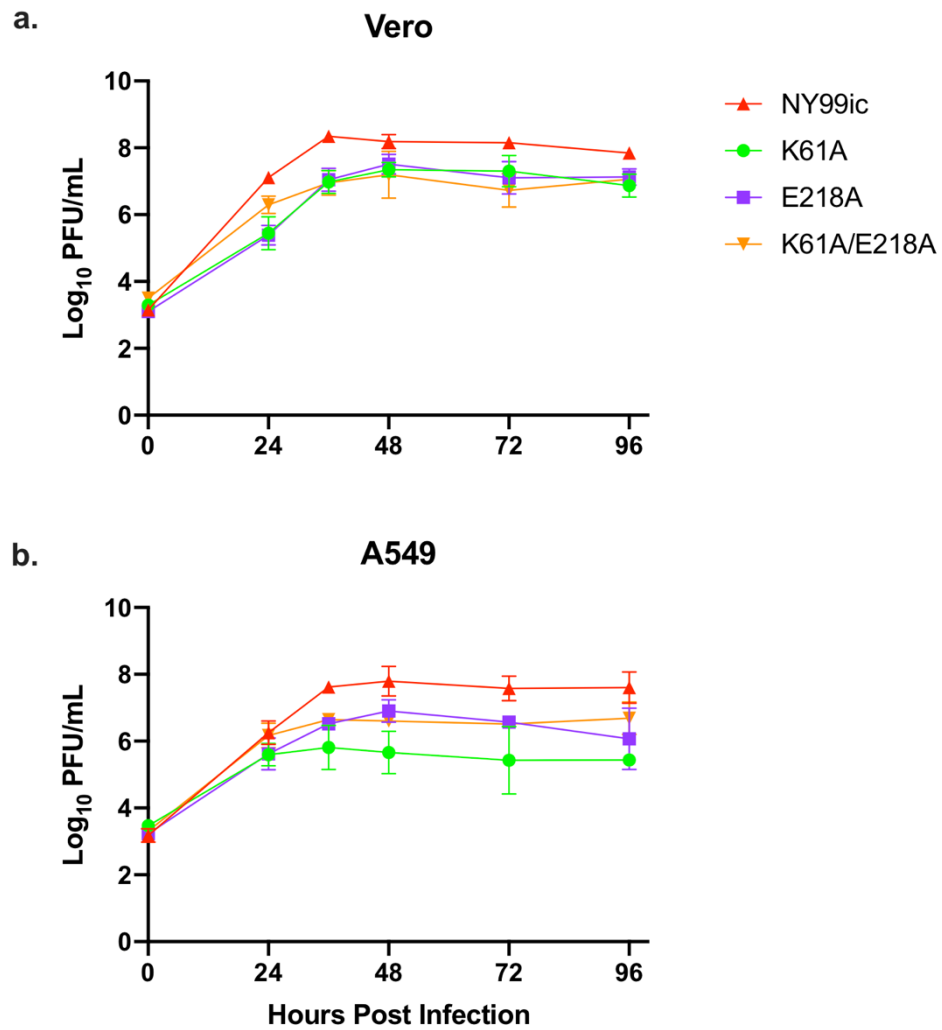 a.
Vero
Log10 PFU/mL
10
8
6
4
2
0
0 24 48 72 96
NY99ic
K61A
E218A
K61A/E218A
b.
A549
Log10 PFU/mL
10
8
6
4
2
0
0 24 48 72 96
Hours Post Infection